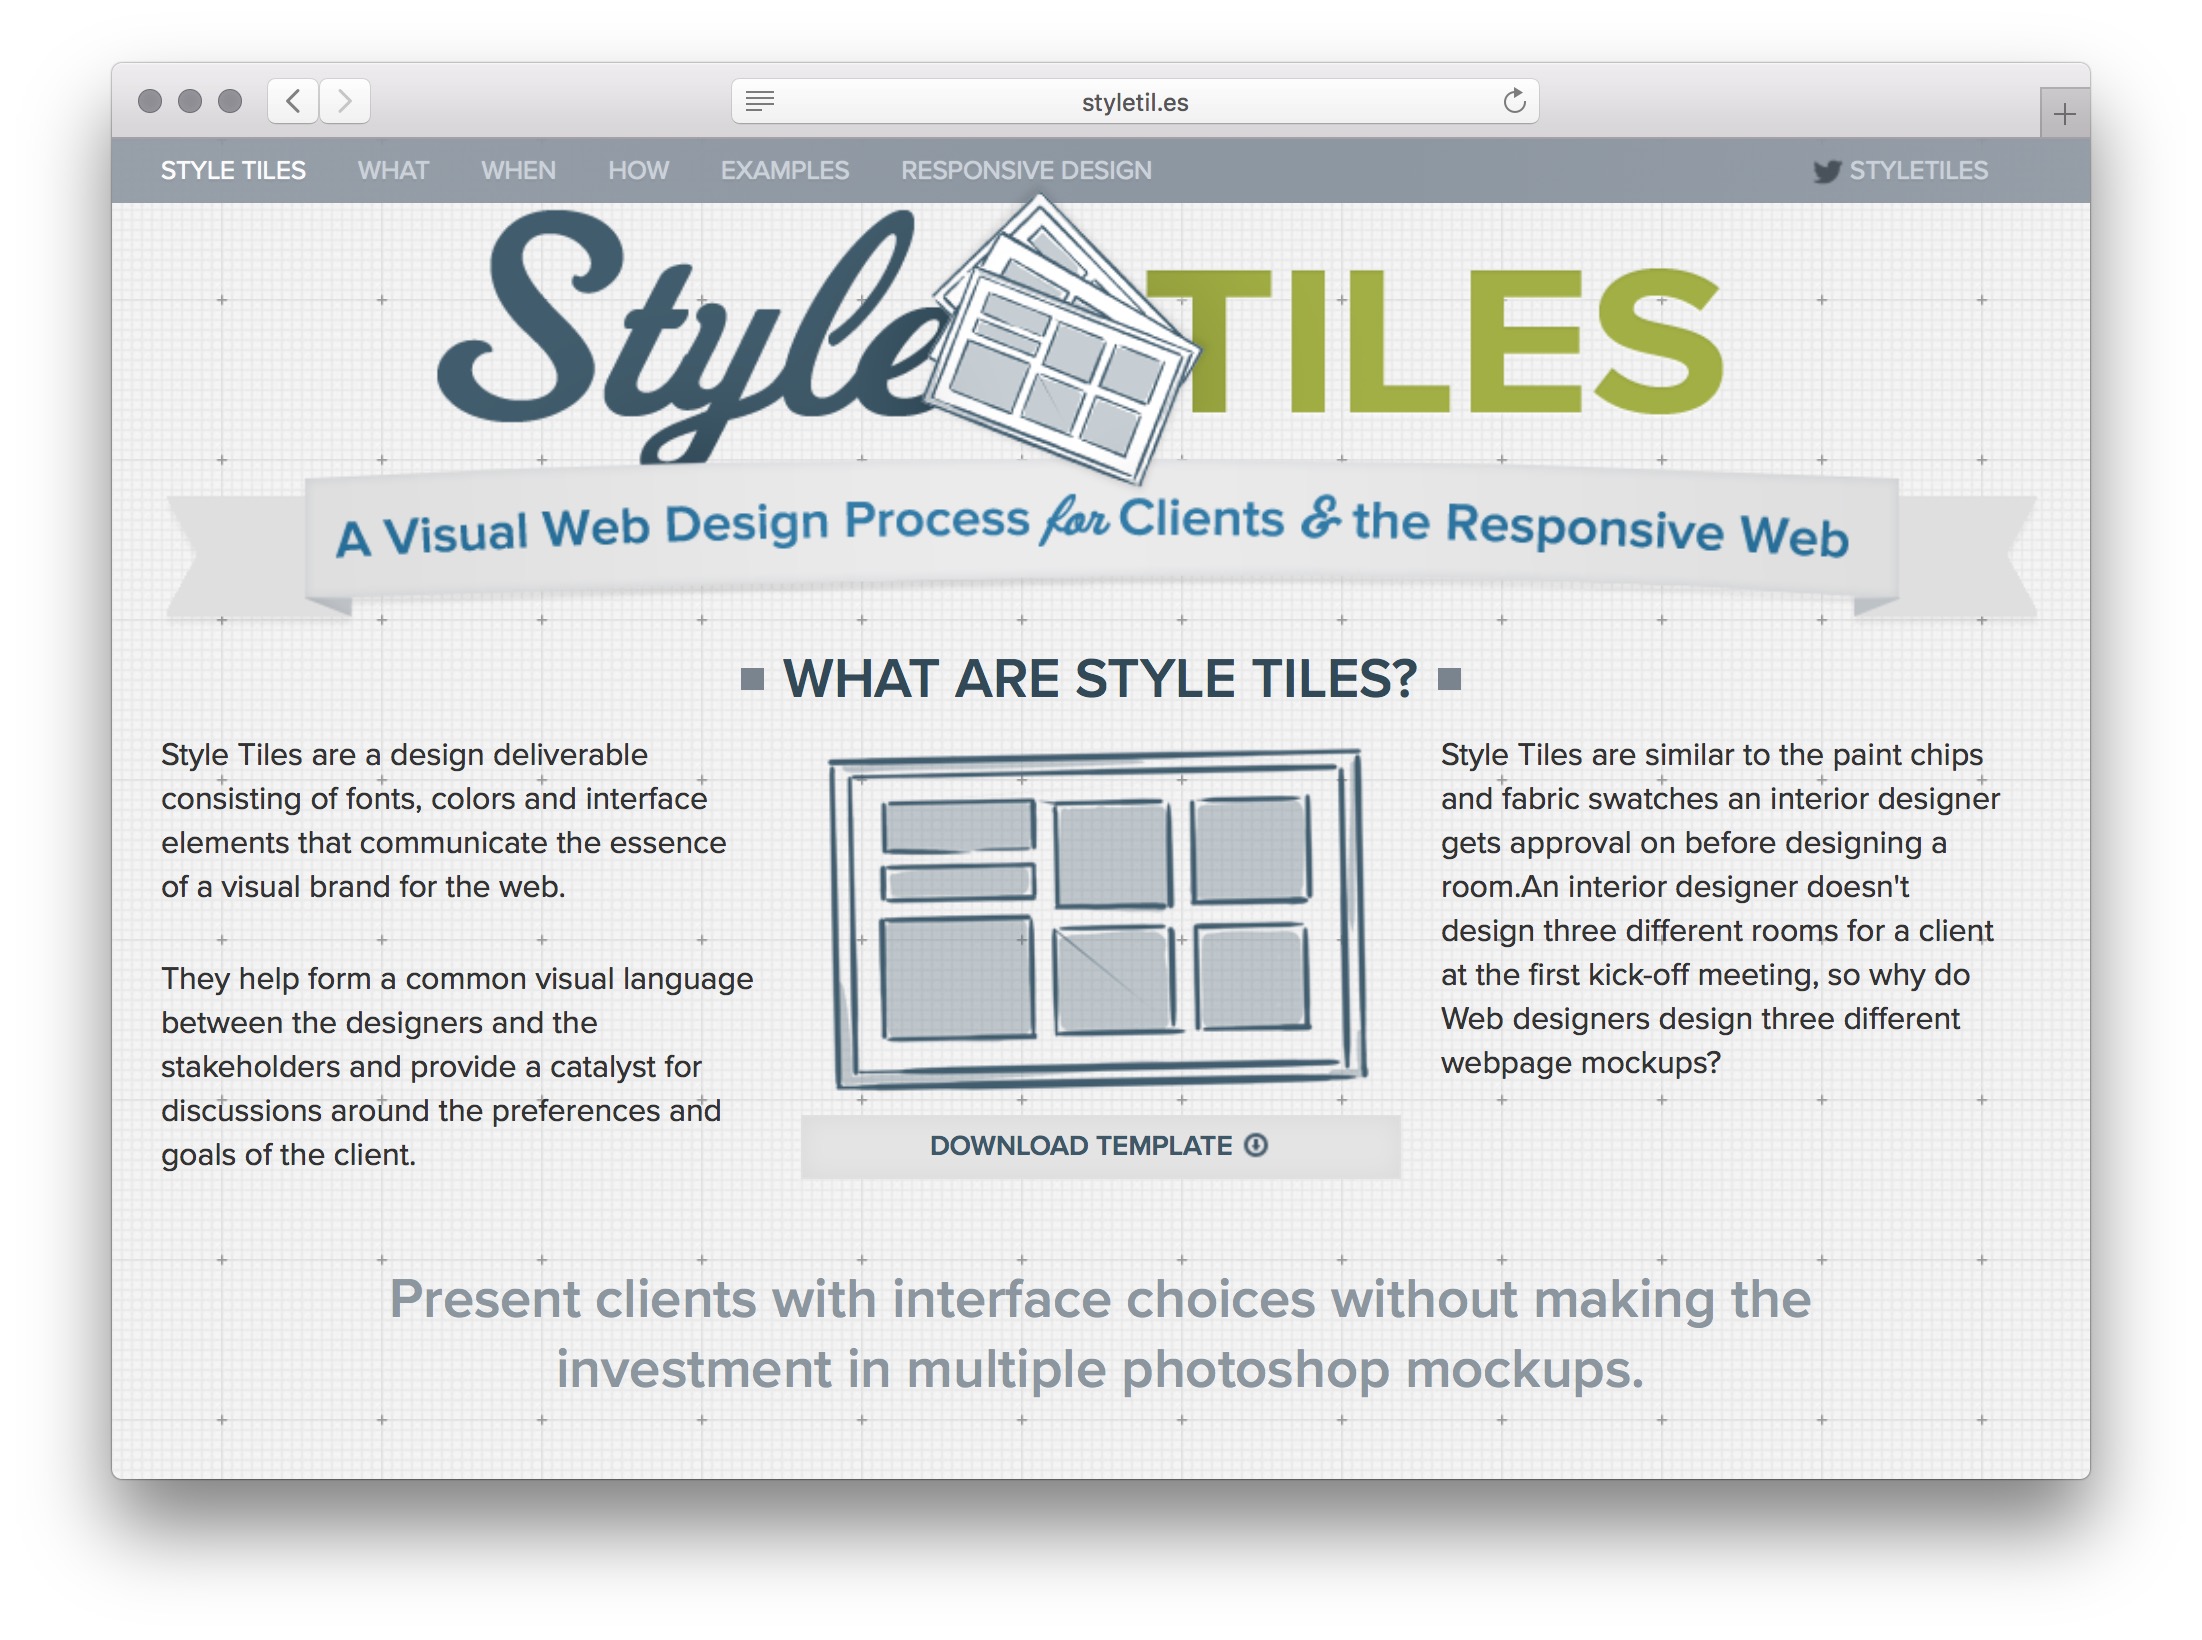 styletil.es
STYLE TILES WHAT WHEN HOW EXAMPLES RESPONSIVE DESIGN STYLETILES
Style TILES
A Visual Web Design Process for Clients & the Responsive Web
WHAT ARE STYLE TILES?
Style Tiles are a design deliverable
consisting of fonts, colors and interface
elements that communicate the essence
of a visual brand for the web.
They help form a common visual language
between the designers and the
stakeholders and provide a catalyst for
discussions around the preferences and
goals of the client.
DOWNLOAD TEMPLATE
Style Tiles are similar to the paint chips
and fabric swatches an interior designer
gets approval on before designing a
room.An interior designer doesn't
design three different rooms for a client
at the first kick-off meeting, so why do
Web designers design three different
webpage mockups?
Present clients with interface choices without making the
investment in multiple photoshop mockups.